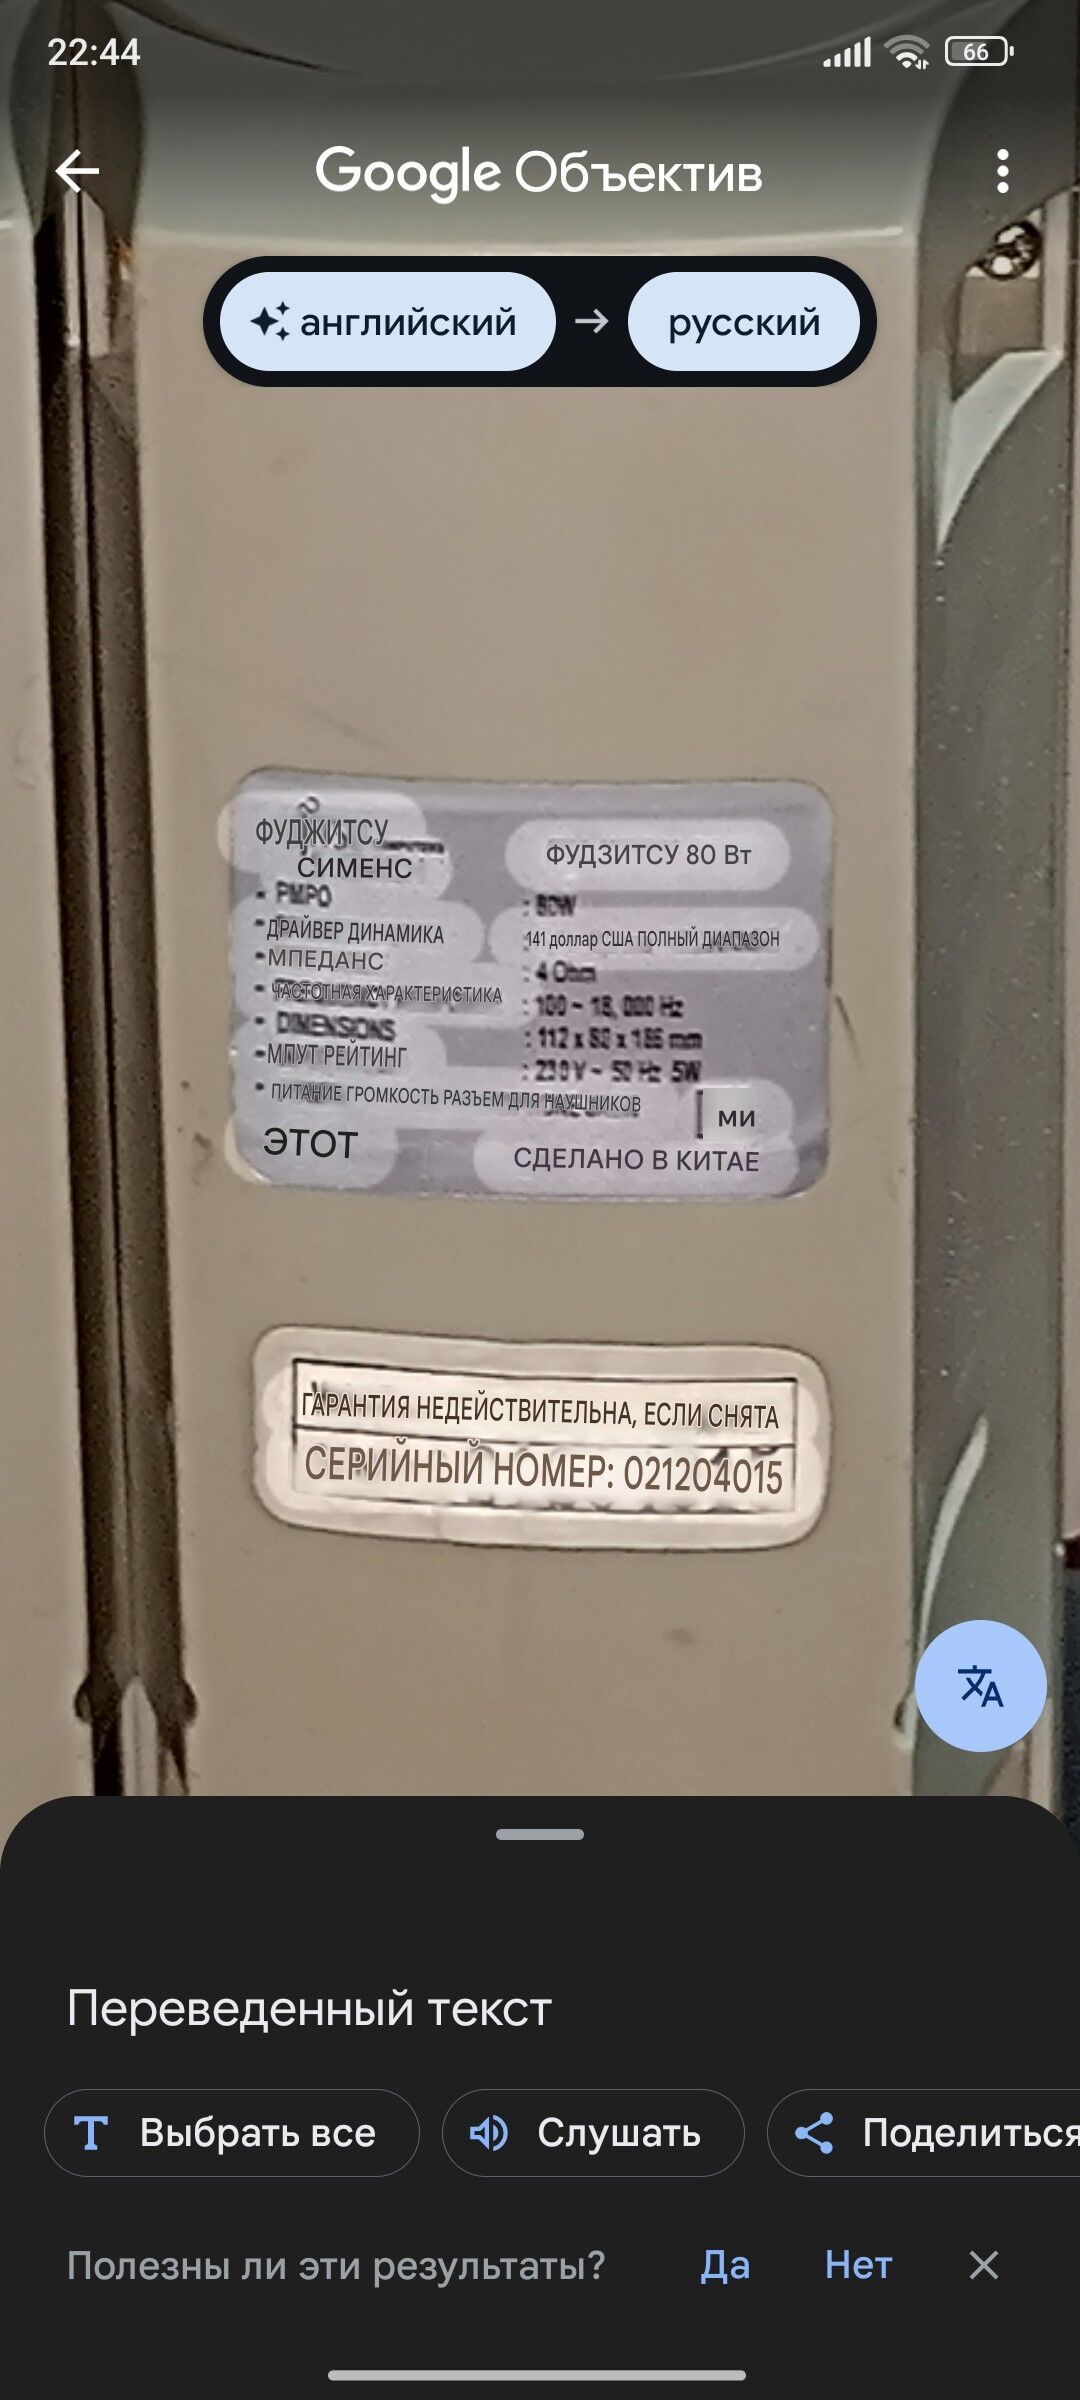 22:44
66
Google Объектив
английский → русский
ФУДЖИТСУ
СИМЕНС
ФУДЗИТСУ 80 Вт
• PMPO : 80W
• ДРАЙВЕР ДИНАМИКА 141 доллар США ПОЛНЫЙ ДИАПАЗОН
• МПЕДАНС : 4 Ohm
• ЧАСТОТНАЯ ХАРАКТЕРИСТИКА : 100 ~ 18,000 Hz
• DIMENSIONS : 112 x 80 x 186 mm
• МПУТ РЕЙТИНГ : 230V ~ 50 Hz 5W
• ПИТАНИЕ ГРОМКОСТЬ РАЗЪЕМ ДЛЯ НАУШНИКОВ
ми
ЭТОТ
СДЕЛАНО В КИТАЕ
ГАРАНТИЯ НЕДЕЙСТВИТЕЛЬНА, ЕСЛИ СНЯТА
СЕРИЙНЫЙ НОМЕР: 021204015
Переведенный текст
Выбрать все
Слушать
Поделиться
Полезны ли эти результаты?
Да
Нет